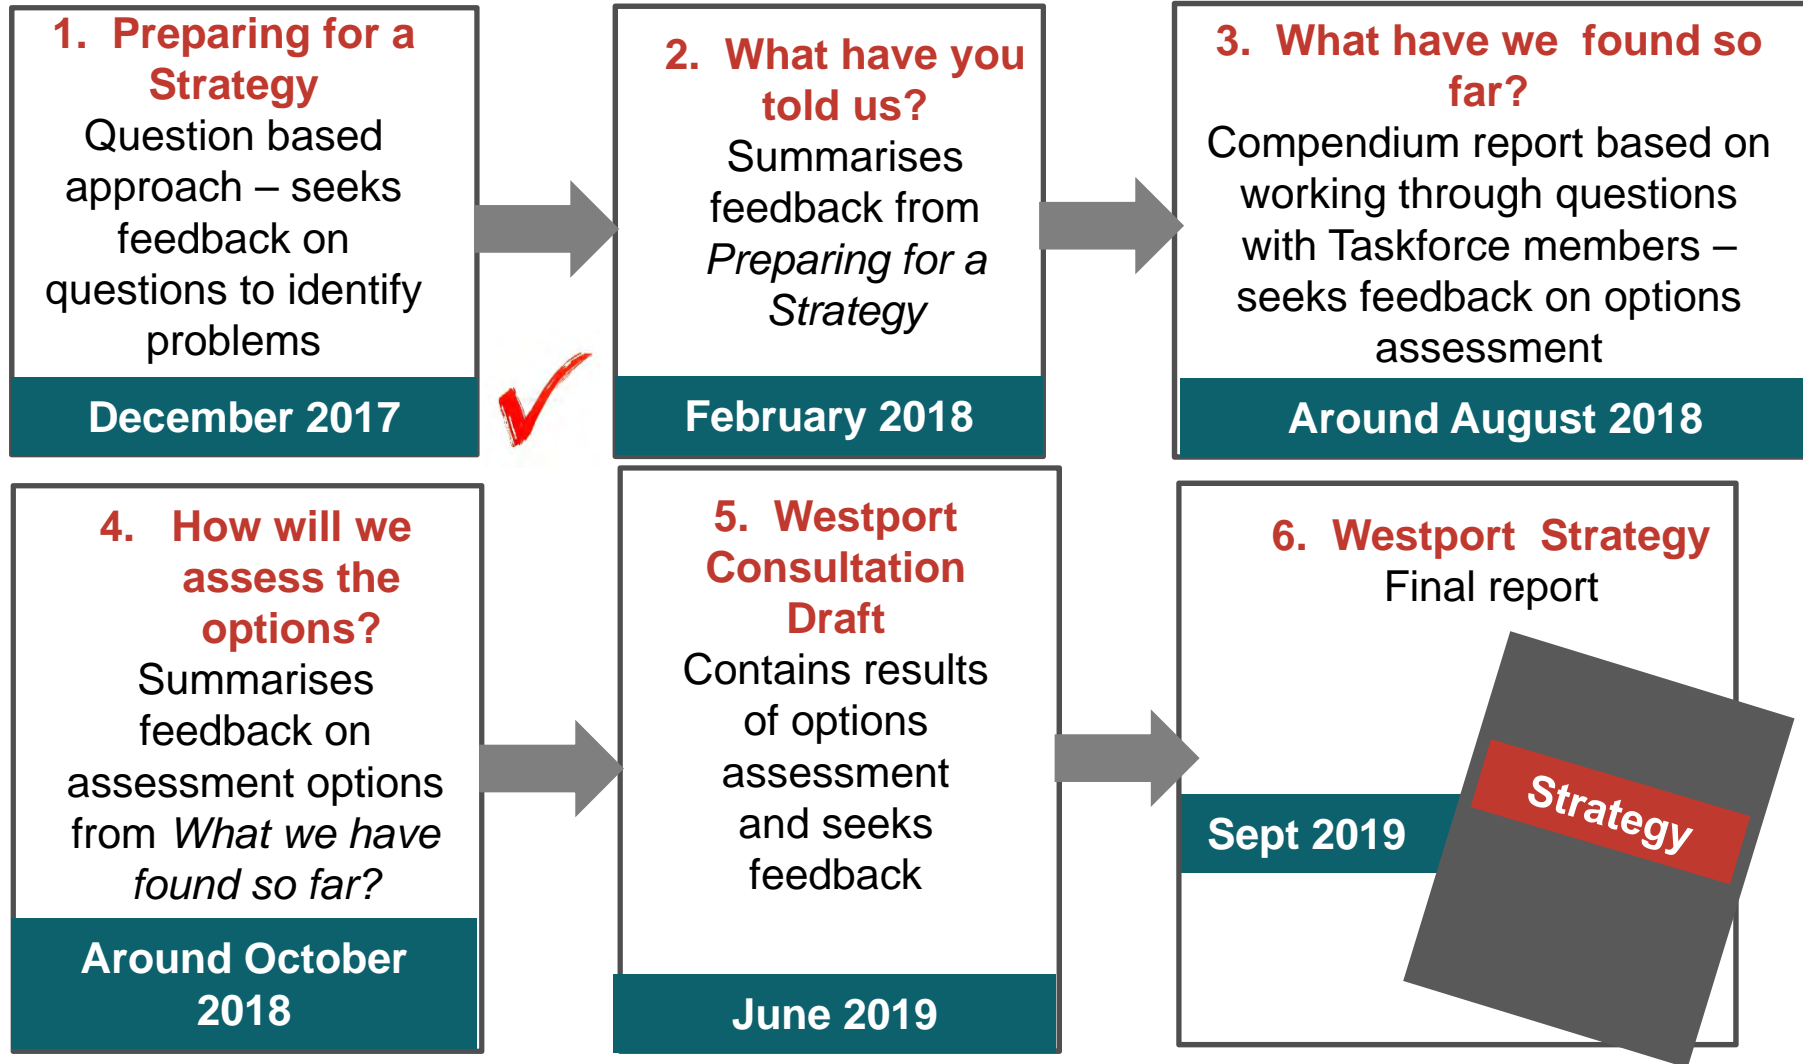 1. Preparing for a
Strategy
Question based
approach – seeks
feedback on
questions to identify
problems
December 2017
2. What have you
told us?
Summarises
feedback from
Preparing for a
Strategy
February 2018
3. What have we found so
far?
Compendium report based on
working through questions
with Taskforce members –
seeks feedback on options
assessment
Around August 2018
4. How will we
assess the
options?
Summarises
feedback on
assessment options
from What we have
found so far?
Around October
2018
5. Westport
Consultation
Draft
Contains results
of options
assessment
and seeks
feedback
June 2019
6. Westport Strategy
Final report
Sept 2019
Strategy